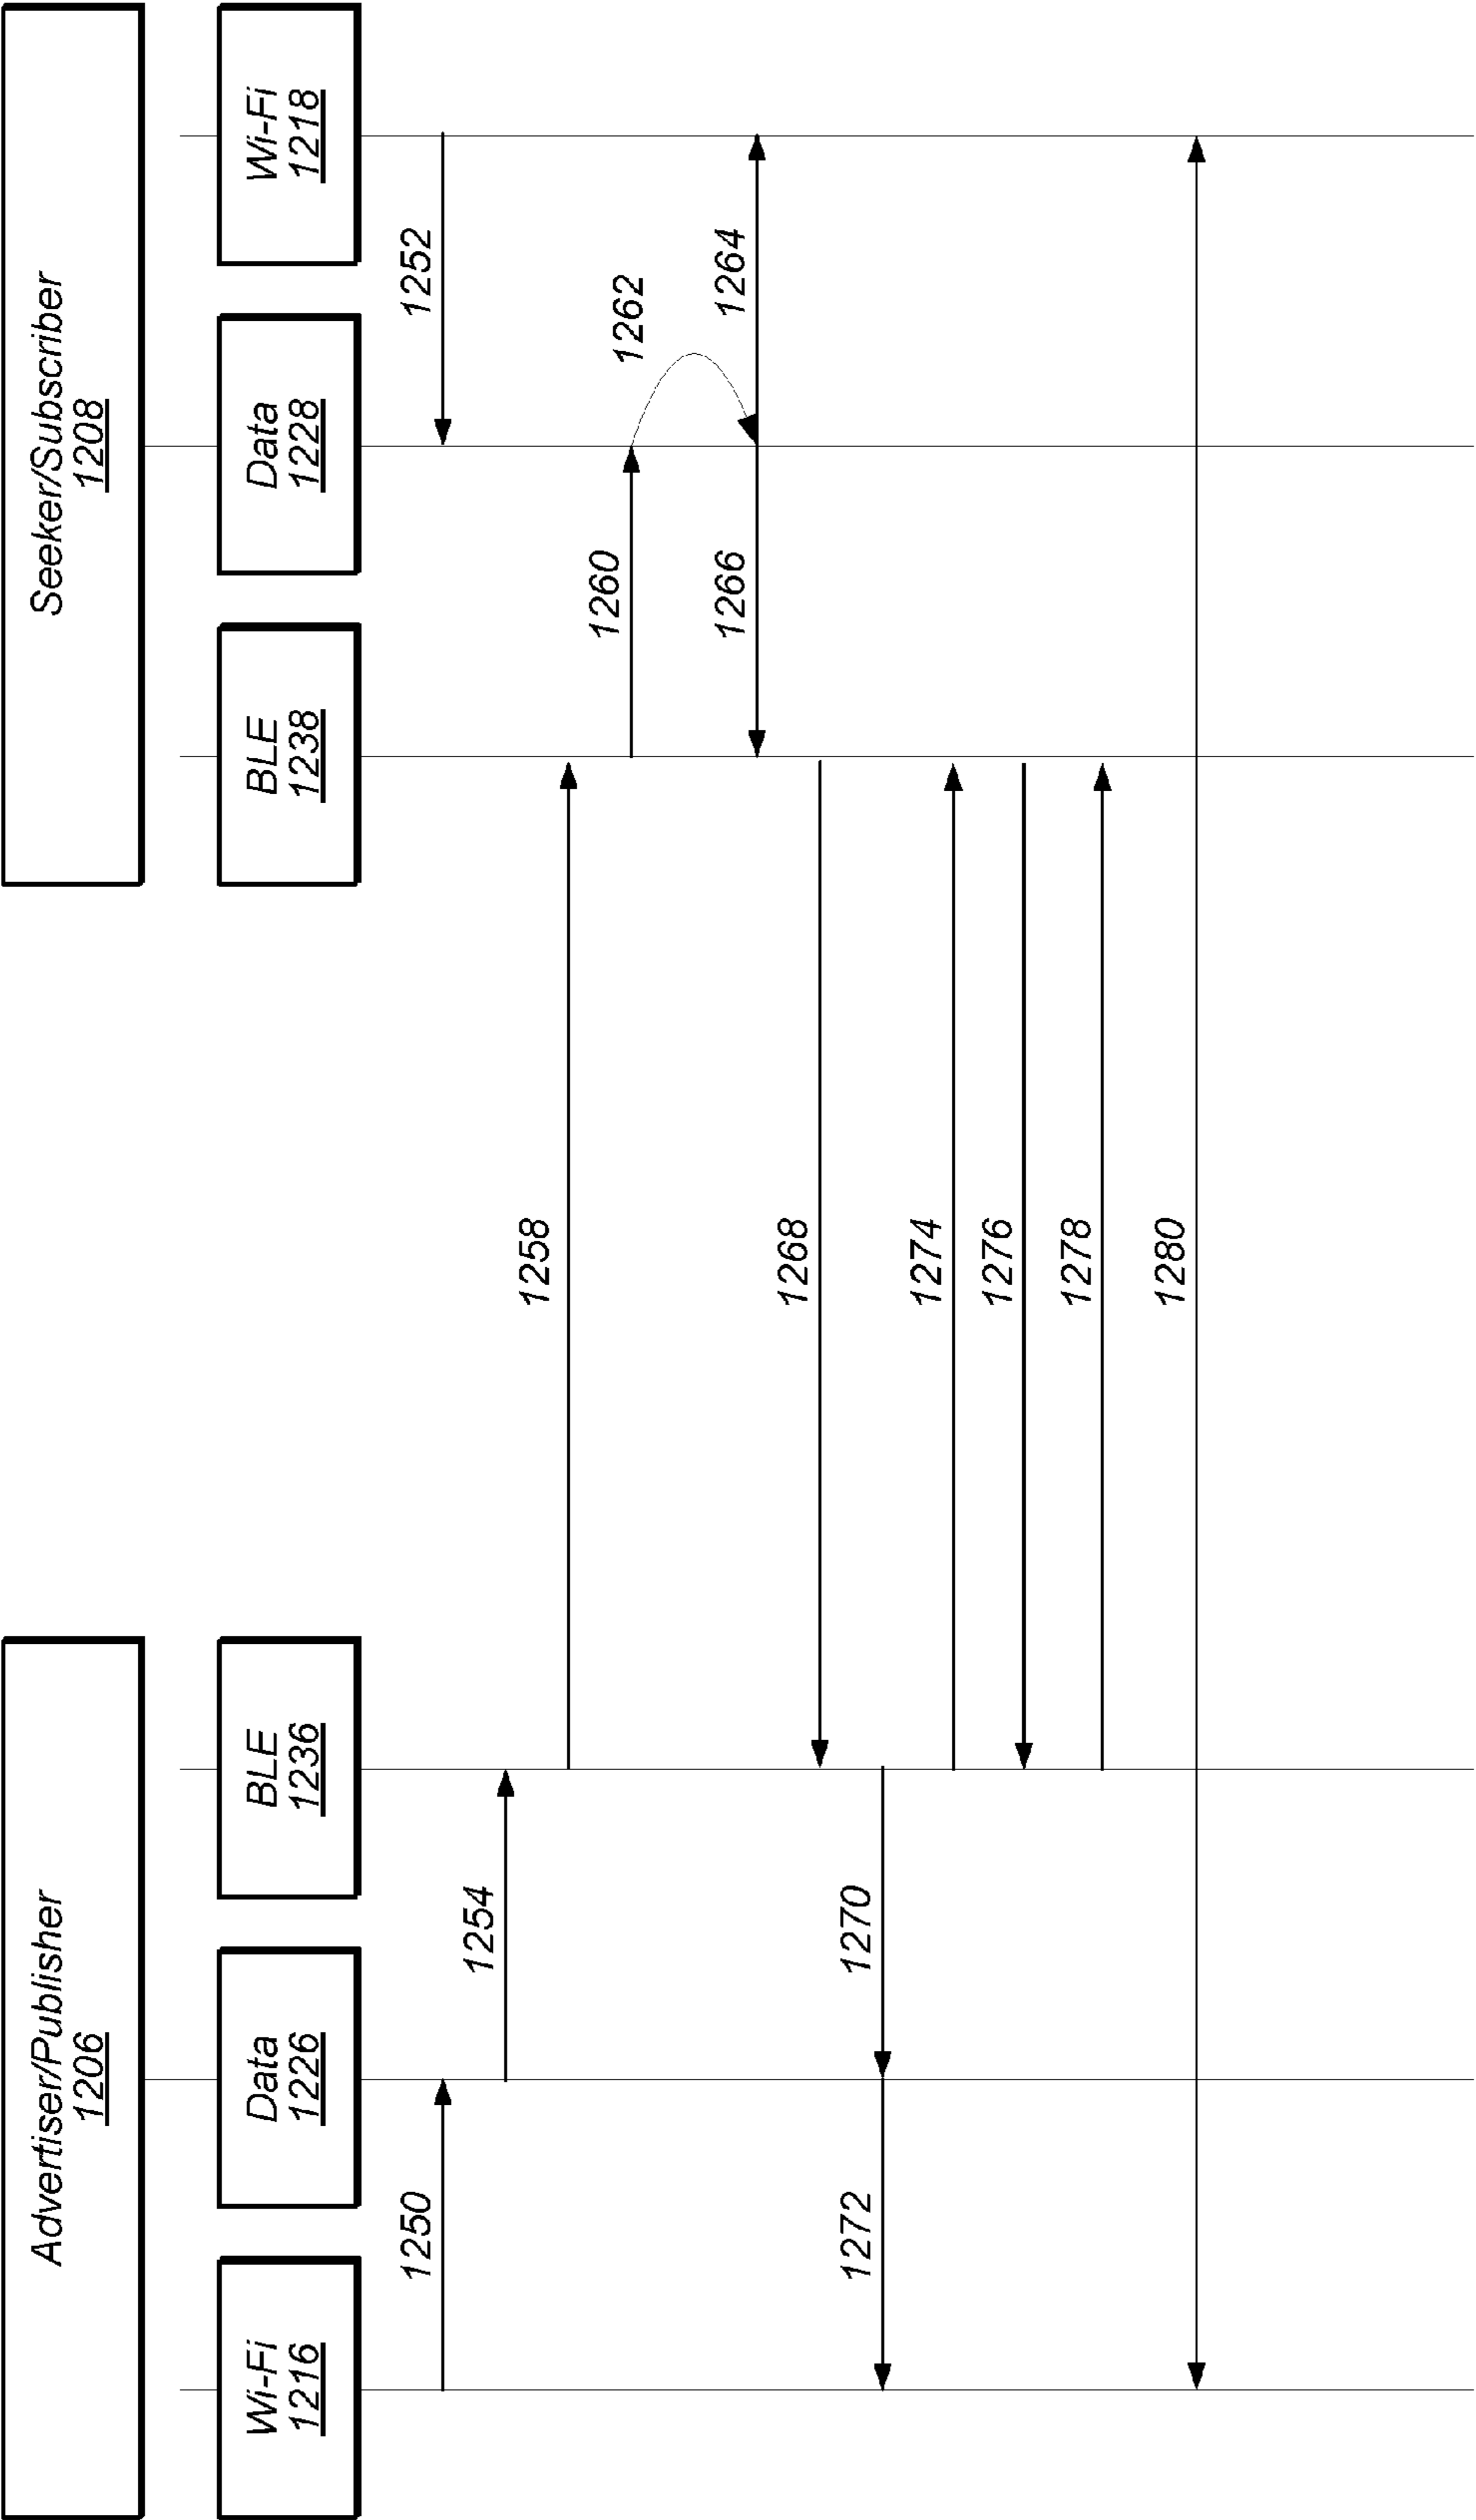 Advertiser/Publisher
1206
Seeker/Subscriber
1208
Wi-Fi
1216
Data
1226
BLE
1236
BLE
1238
Data
1228
Wi-Fi
1218
1250
1252
1254
1258
1260
1262
1266
1264
1268
1272
1270
1274
1276
1278
1280